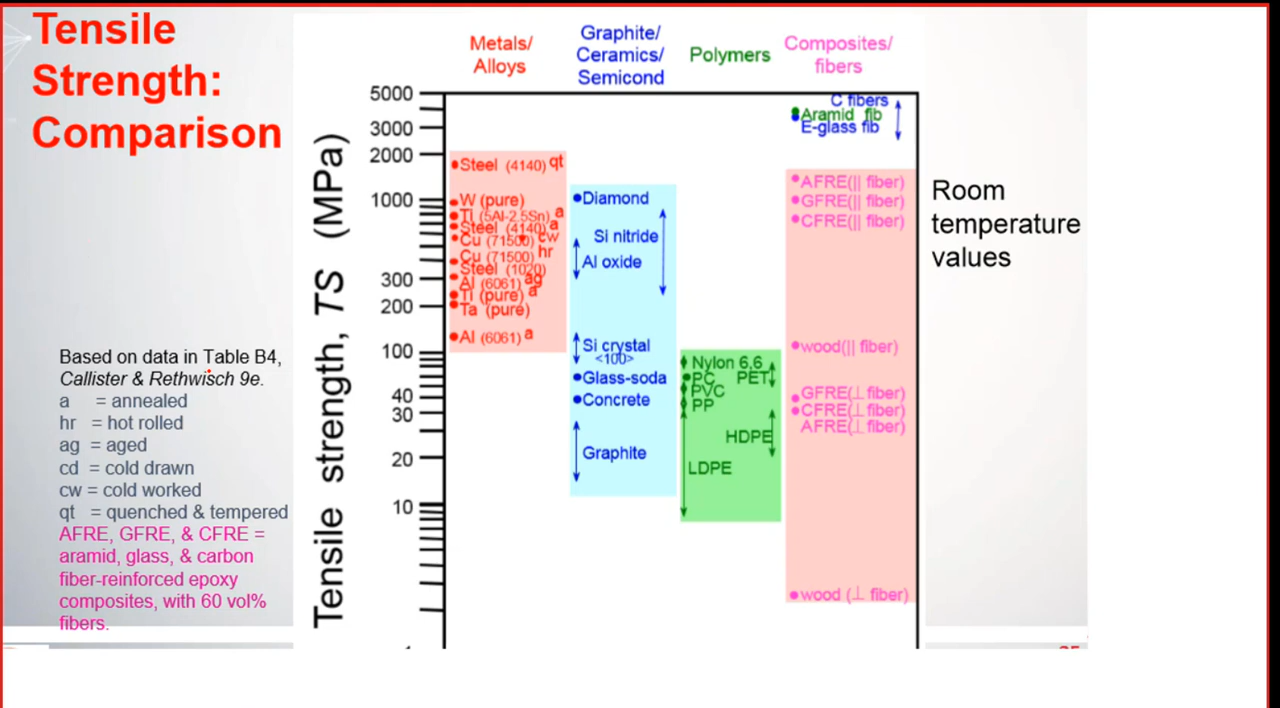 Tensile
Strength:
Comparison
Based on data in Table B4,
Callister & Rethwisch 9e.
a = annealed
hr = hot rolled
ag = aged
cd = cold drawn
cw = cold worked
qt = quenched & tempered
AFRE, GFRE, & CFRE =
aramid, glass, & carbon
fiber-reinforced epoxy
composites, with 60 vol%
fibers.
Tensile strength, TS (MPa)
5000
3000
2000
1000
300
200
100
40
30
20
10
Metals/
Alloys
Steel (4140) qt
W (pure)
Ti (5Al-2.5Sn) a
Steel (4140) a
Cu (71500) cw
Cu (71500) hr
Steel (1020)
Al (6061) ag
Ti (pure) a
Ta (pure)
Al (6061) a
Graphite/
Ceramics/
Semicond
Diamond
Si nitride
Al oxide
Si crystal
<100>
Glass-soda
Concrete
Graphite
Polymers
Nylon 6,6
PC PET
PVC
PP
HDPE
LDPE
Composites/
fibers
C fibers
Aramid fib
E-glass fib
AFRE(|| fiber)
GFRE(|| fiber)
CFRE(|| fiber)
wood(|| fiber)
GFRE(⊥ fiber)
CFRE(⊥ fiber)
AFRE(⊥ fiber)
wood (⊥ fiber)
Room
temperature
values